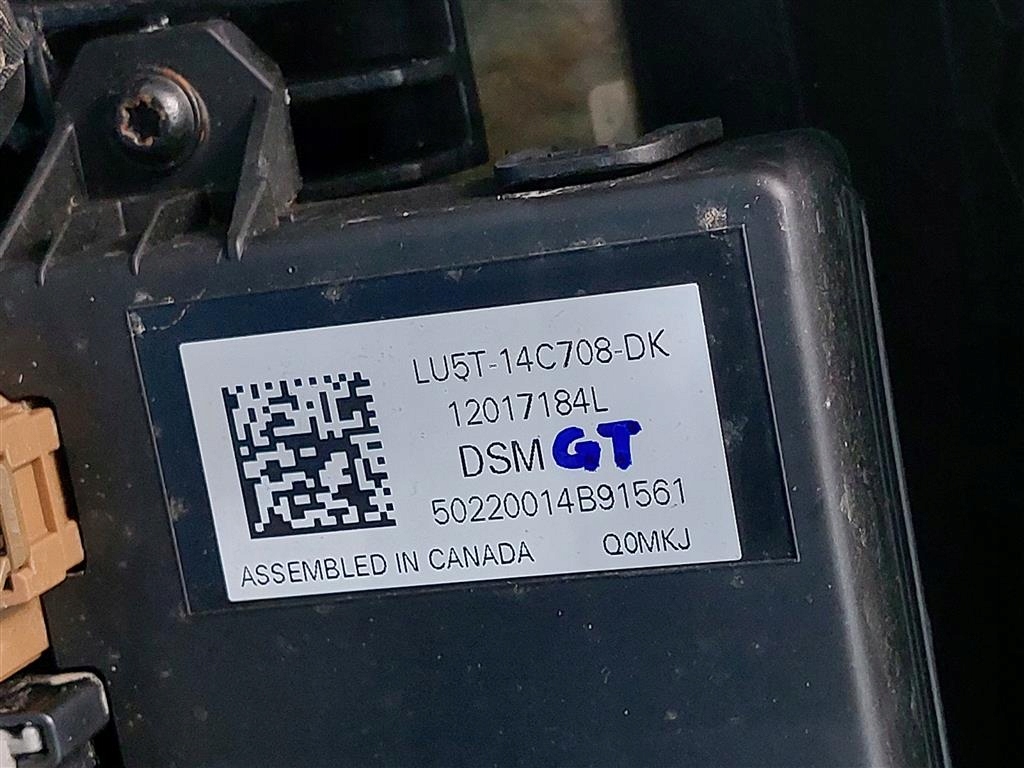 LU5T-14C708-DK
12017184L
DSM GT
50220014B91561
ASSEMBLED IN CANADA Q0MKJ